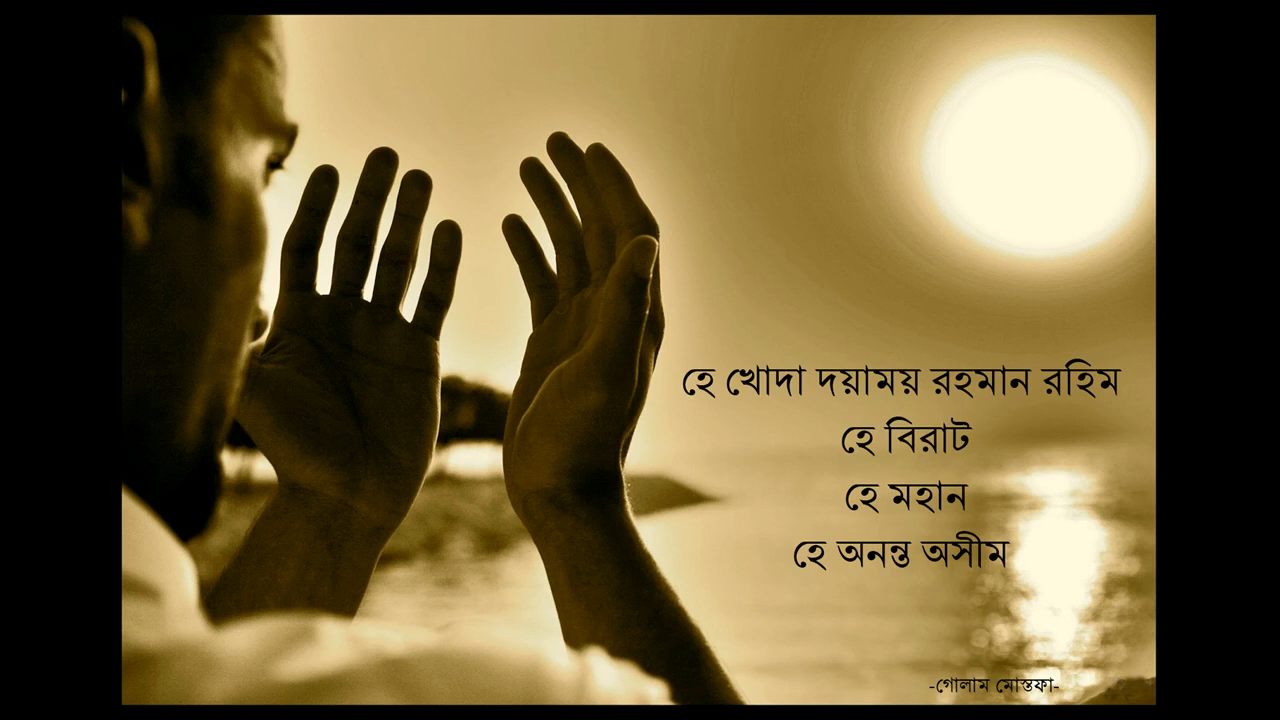 হে খোদা দয়াময় রহমান রহিম
হে বিরাট
হে মহান
হে অনন্ত অসীম
-গোলাম মোস্তফা-